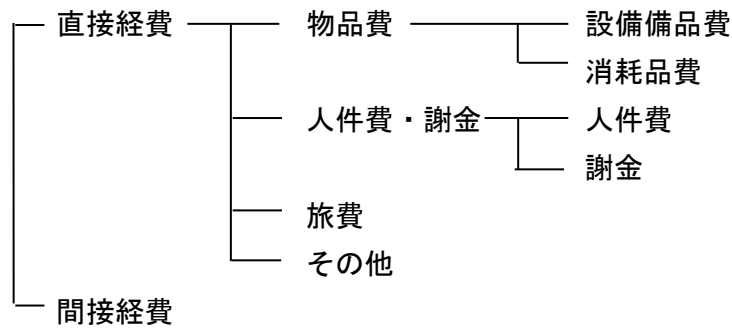 直接経費 物品費 設備備品費
消耗品費
人件費・謝金 人件費
謝金
旅費
その他
間接経費